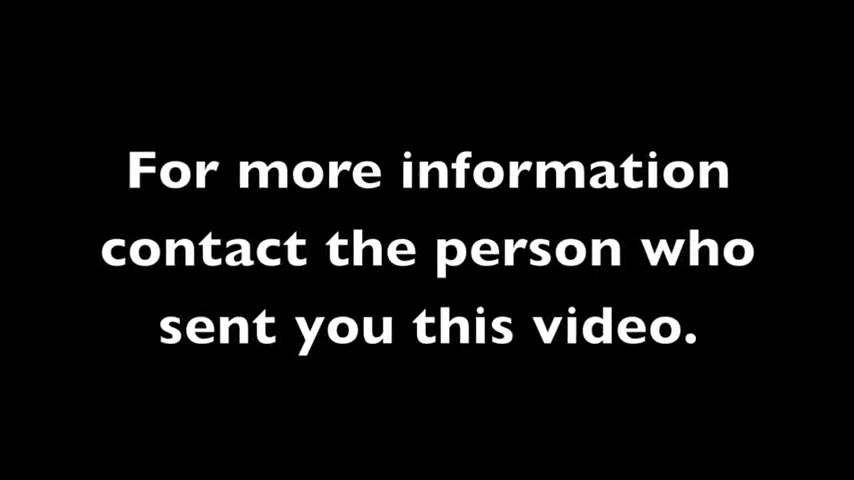 For more information
contact the person who
sent you this video.